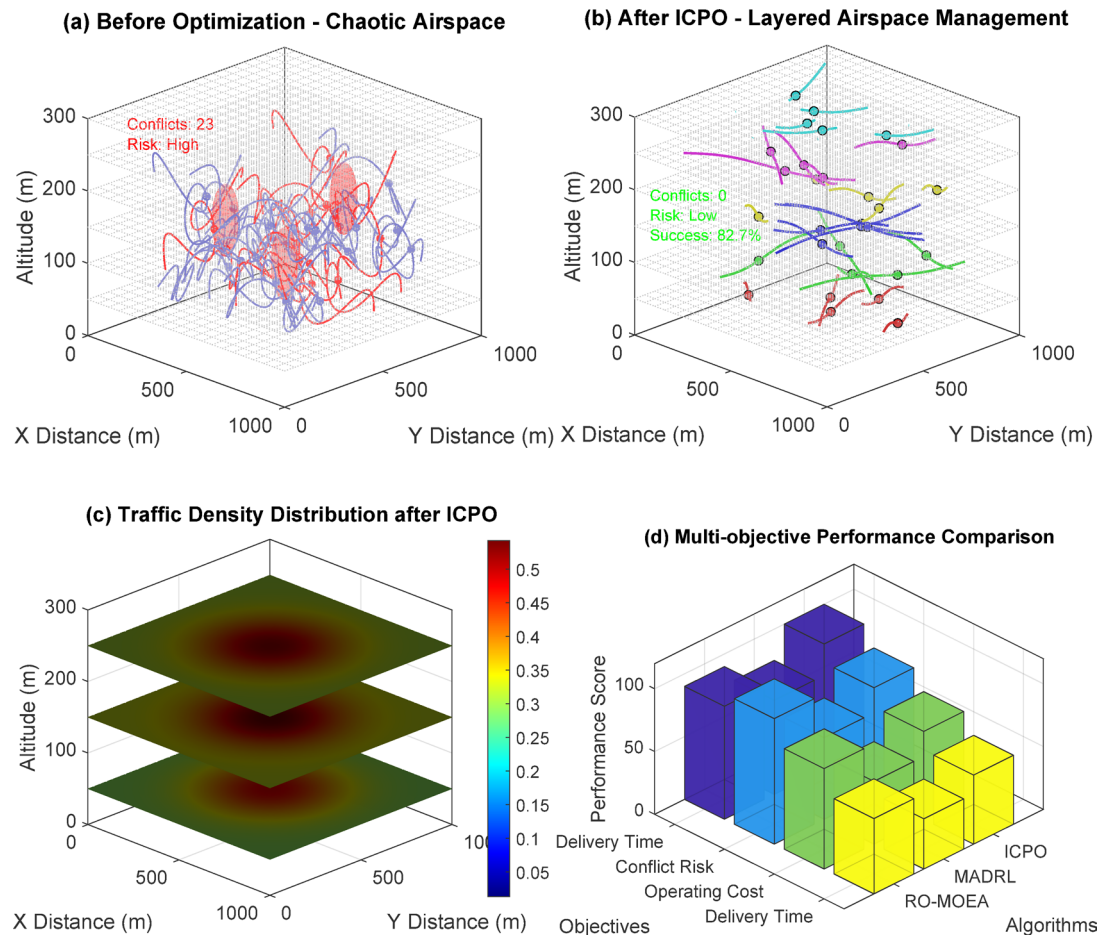 (a) Before Optimization - Chaotic Airspace
Conflicts: 23
Risk: High
300
200
100
0
Altitude (m)
0
500
1000
X Distance (m)
0
500
1000
Y Distance (m)
(b) After ICPO - Layered Airspace Management
Conflicts: 0
Risk: Low
Success: 82.7%
300
200
100
0
Altitude (m)
0
500
1000
X Distance (m)
0
500
1000
Y Distance (m)
(c) Traffic Density Distribution after ICPO
300
200
100
0
Altitude (m)
0
500
1000
X Distance (m)
0
500
Y Distance (m)
0.5
0.45
0.4
0.35
0.3
0.25
0.2
0.15
0.1
0.05
(d) Multi-objective Performance Comparison
100
50
0
Performance Score
Delivery Time
Conflict Risk
Operating Cost
Delivery Time
Objectives
RO-MOEA
MADRL
ICPO
Algorithms